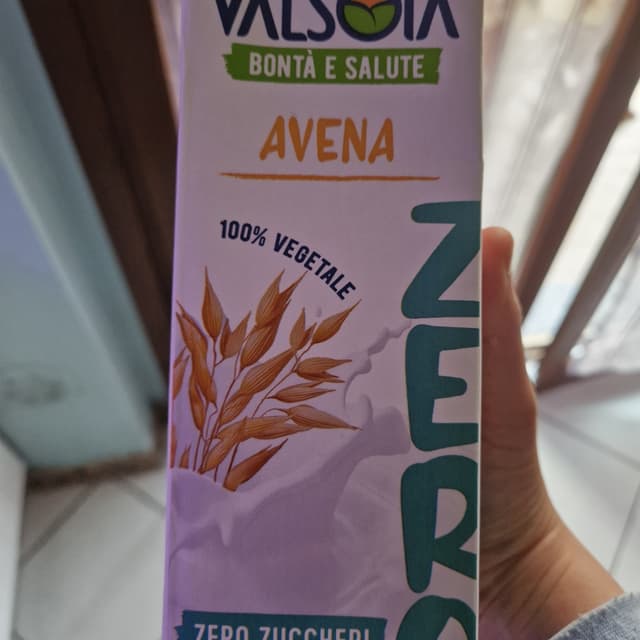 VALSOIA
BONTÀ E SALUTE
AVENA
100% VEGETALE
ZERO
ZERO ZUCCHERI